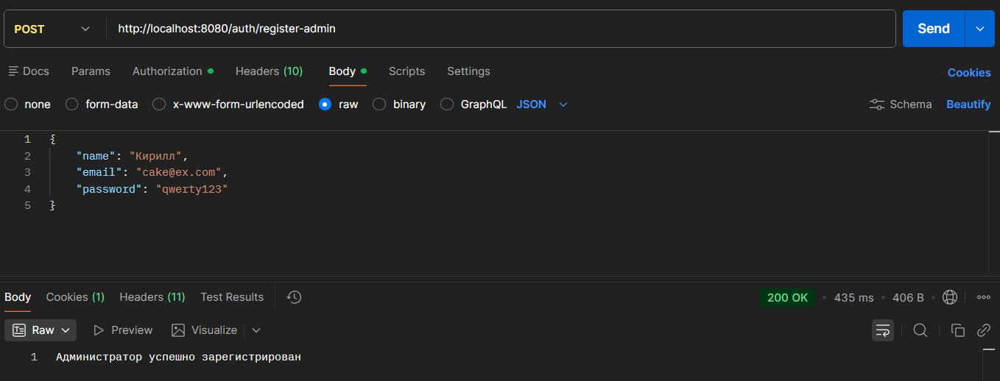 POST http://localhost:8080/auth/register-admin Send
Docs Params Authorization Headers (10) Body Scripts Settings Cookies
none form-data x-www-form-urlencoded raw binary GraphQL JSON Schema Beautify
1 {
2 "name": "Кирилл",
3 "email": "cake@ex.com",
4 "password": "qwerty123"
5 }
Body Cookies (1) Headers (11) Test Results 200 OK • 435 ms • 406 B •
Raw Preview Visualize
1 Администратор успешно зарегистрирован